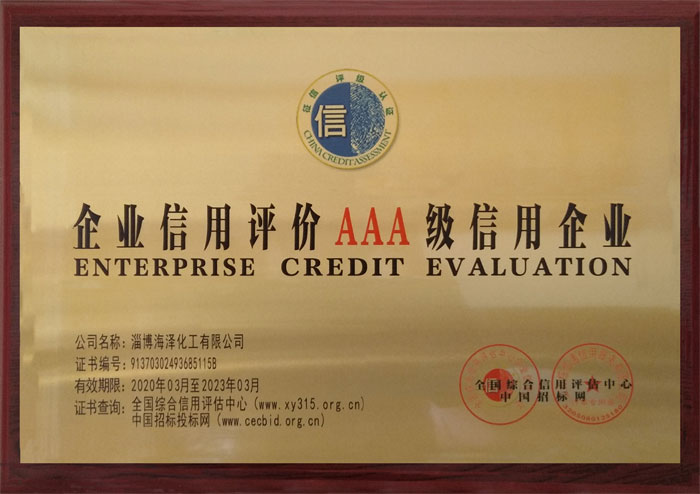 征信 评级 认证
信
CHINA CREDIT ASSESSMENT
企业信用评价AAA级信用企业
ENTERPRISE CREDIT EVALUATION
公司名称：淄博海泽化工有限公司
证书编号：91370302493685115B
有效期限：2020年03月至2023年03月
证书查询：全国综合信用评估中心（www.xy315.org.cn）
中国招标投标网（www.cecbid.org.cn）
全国综合信用评估中心
中国招标网